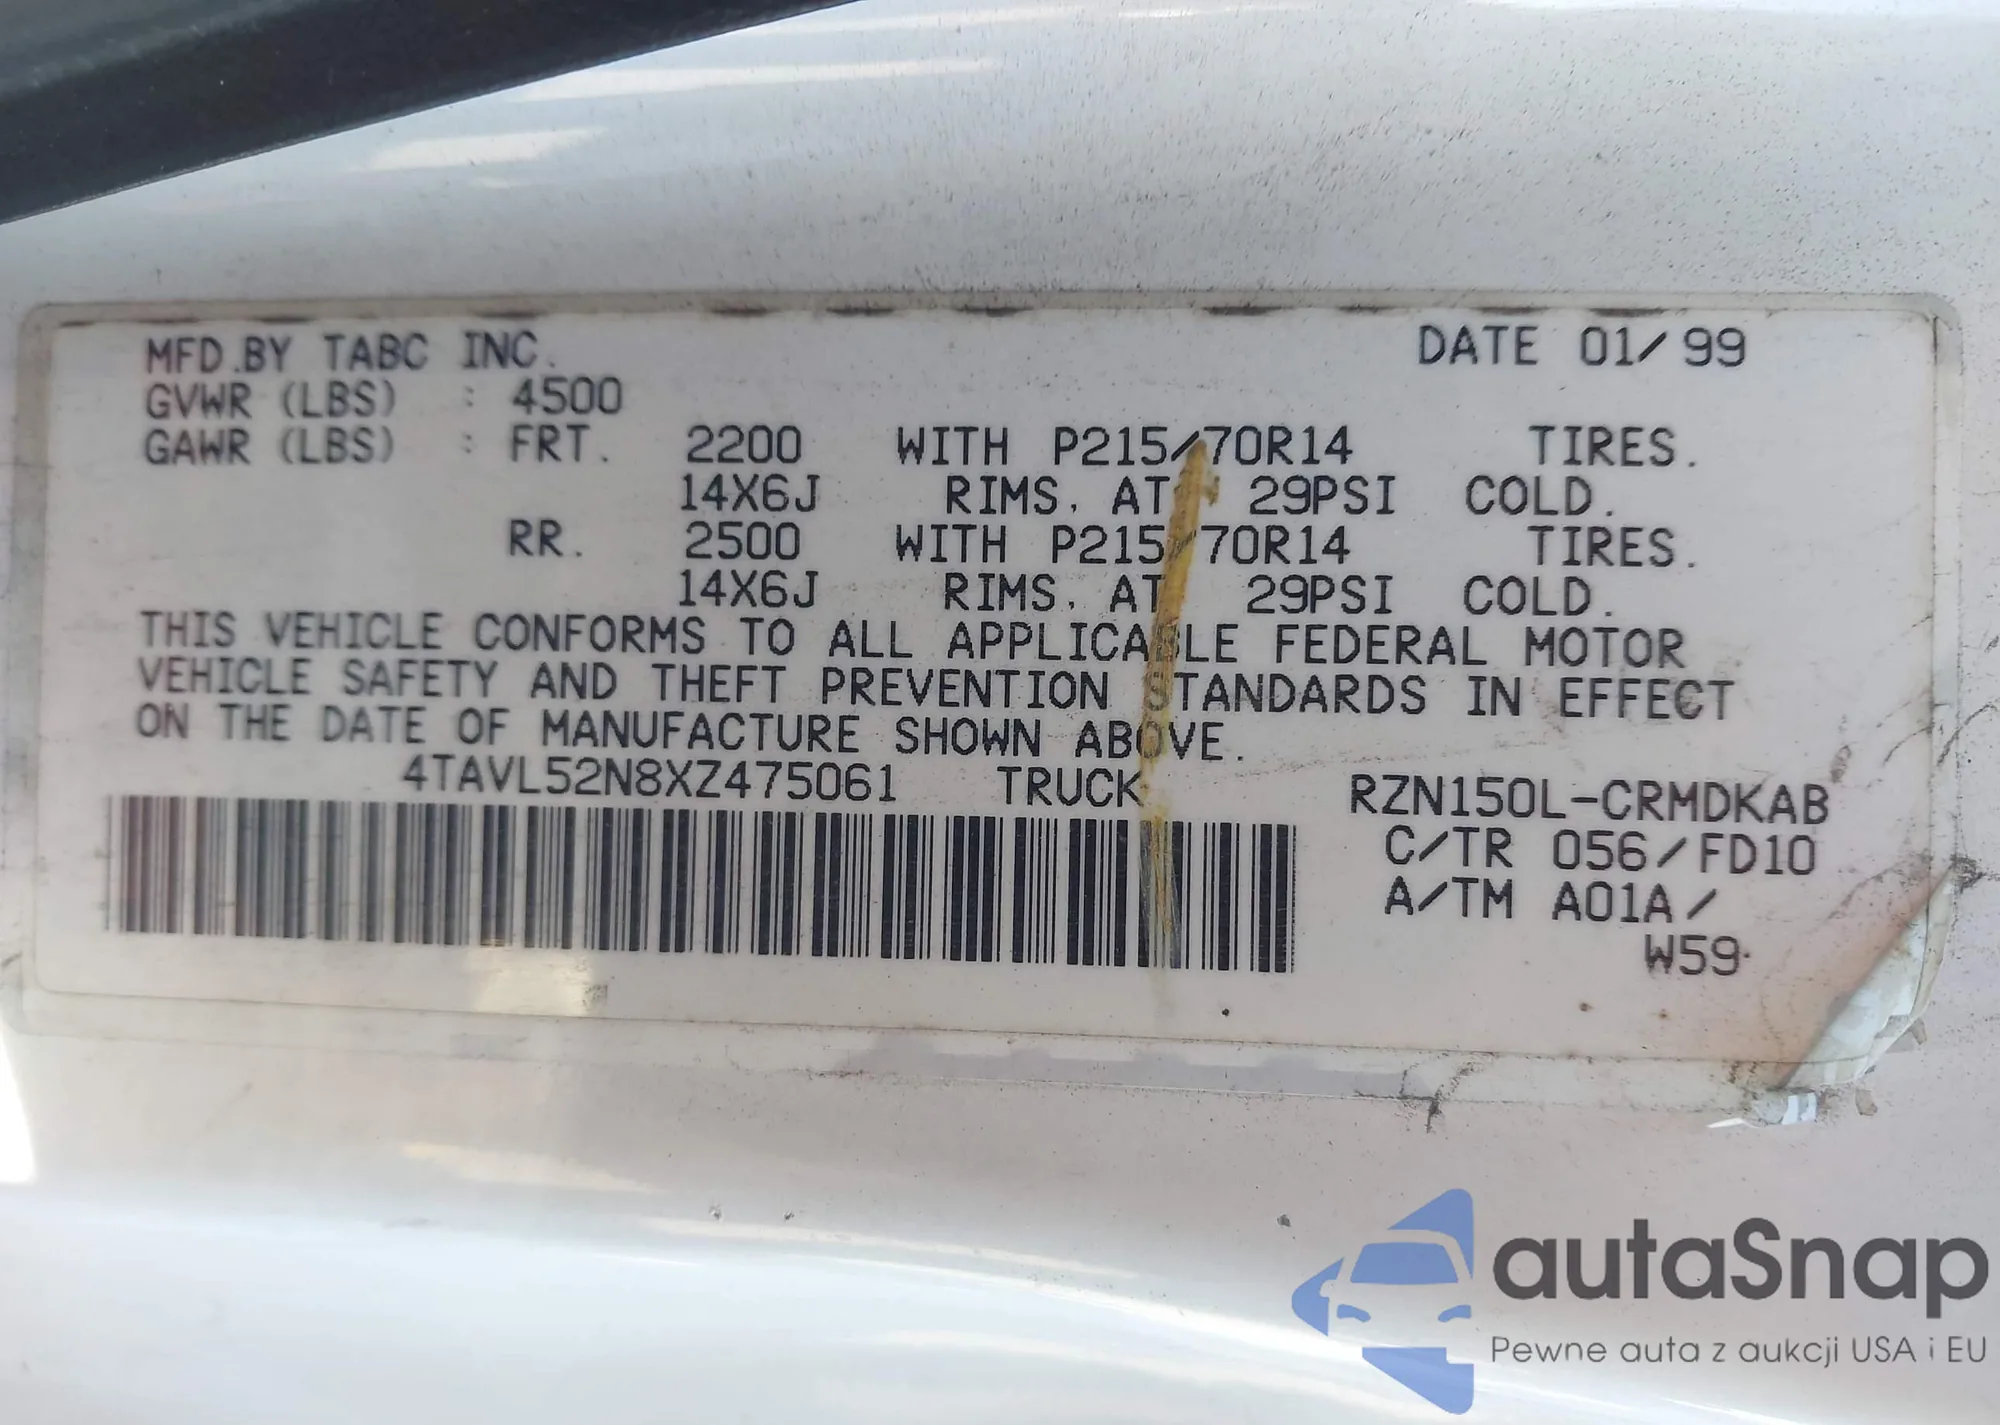 MFD.BY TABC INC. DATE 01/99
GVWR (LBS) : 4500
GAWR (LBS) : FRT. 2200 WITH P215/70R14 TIRES.
14X6J RIMS. AT 29PSI COLD.
RR. 2500 WITH P215/70R14 TIRES.
14X6J RIMS. AT 29PSI COLD.
THIS VEHICLE CONFORMS TO ALL APPLICABLE FEDERAL MOTOR
VEHICLE SAFETY AND THEFT PREVENTION STANDARDS IN EFFECT
ON THE DATE OF MANUFACTURE SHOWN ABOVE.
4TAVL52N8XZ475061 TRUCK RZN150L-CRMDKAB
C/TR 056/FD10
A/TM A01A/
W59
autaSnap
Pewne auta z aukcji USA i EU